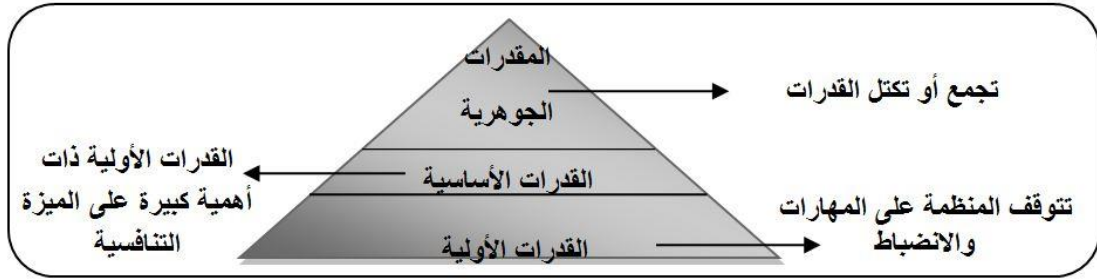 المقدرات
الجوهرية
تجمع أو تكتل القدرات
القدرات الأساسية
القدرات الأولية ذات
أهمية كبيرة على الميزة
التنافسية
القدرات الأولية
تتوقف المنظمة على المهارات
والانضباط